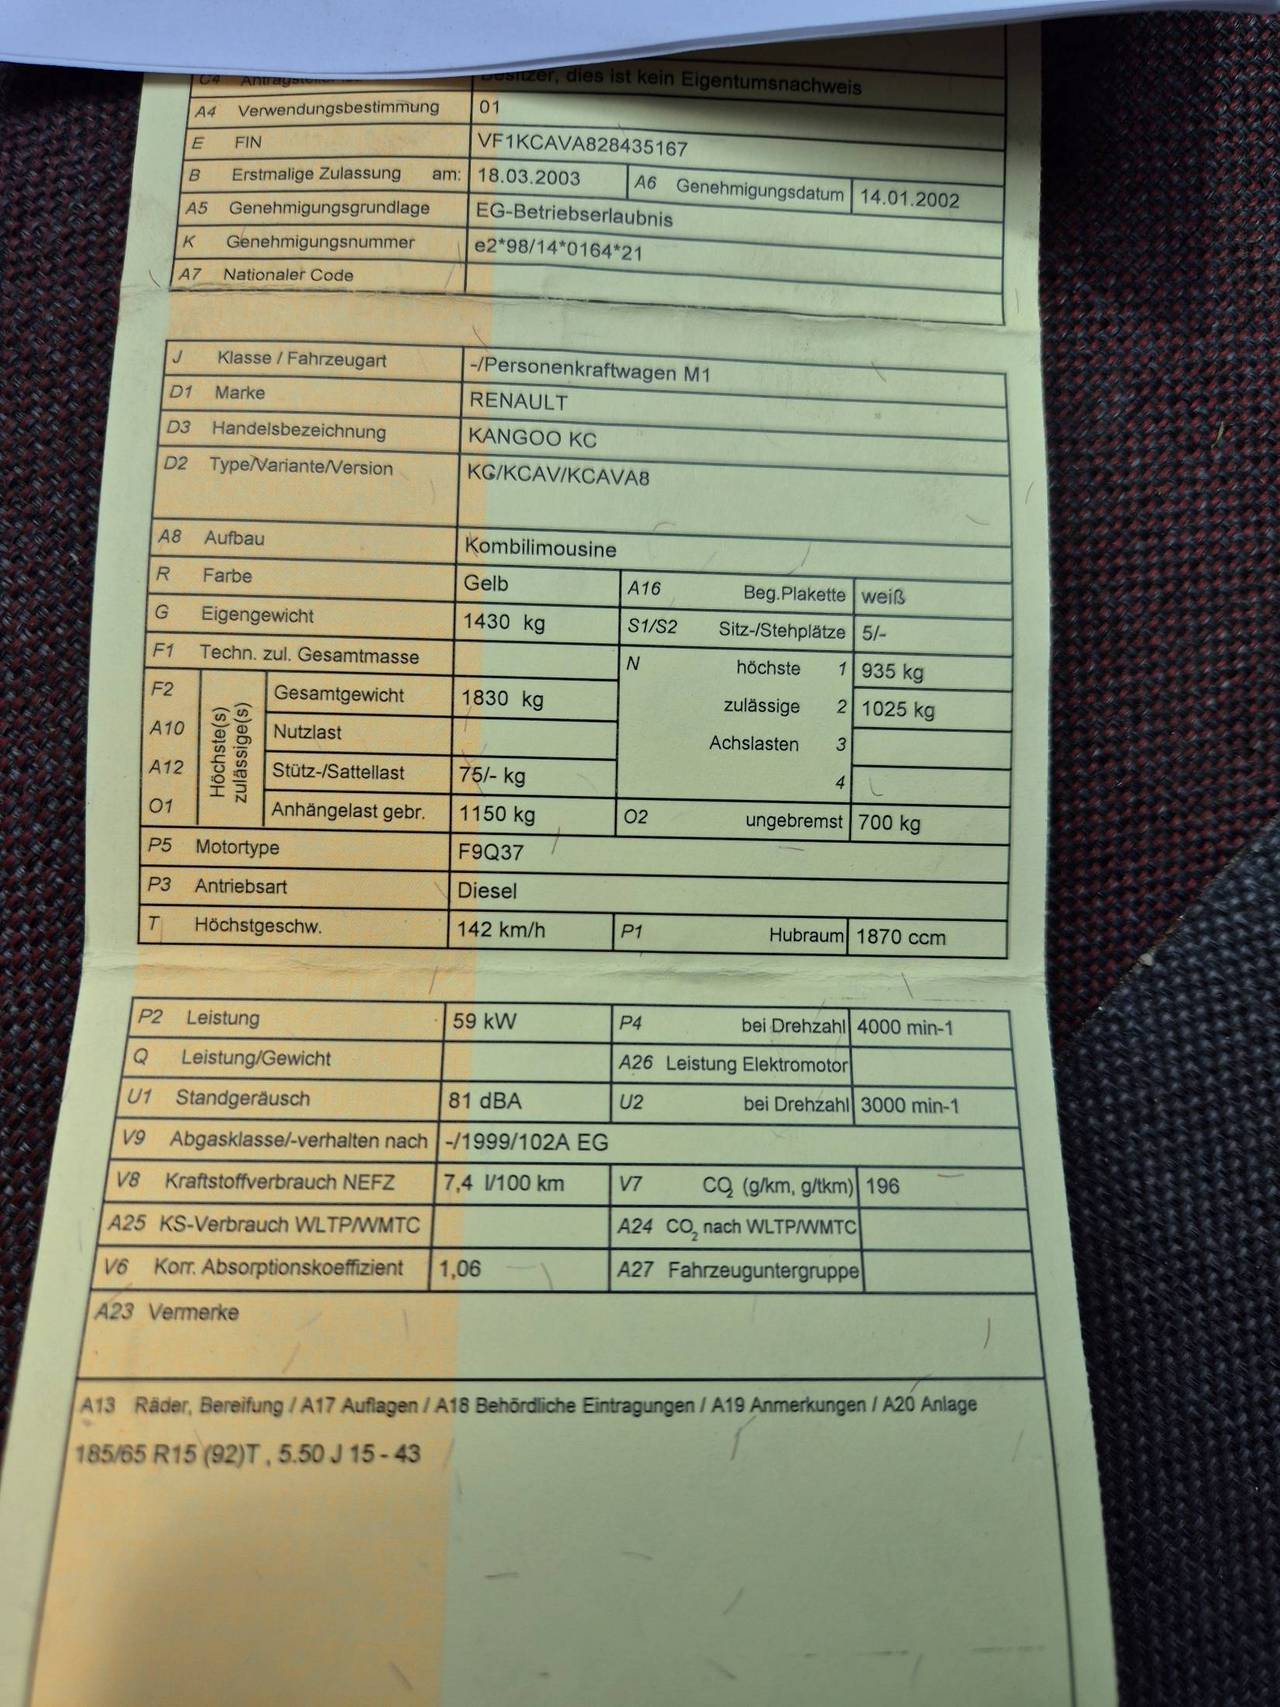 C4 Antragsteller ist Besitzer, dies ist kein Eigentumsnachweis
A4 Verwendungsbestimmung 01
E FIN VF1KCAVA828435167
B Erstmalige Zulassung am: 18.03.2003 A6 Genehmigungsdatum 14.01.2002
A5 Genehmigungsgrundlage EG-Betriebserlaubnis
K Genehmigungsnummer e2*98/14*0164*21
A7 Nationaler Code
J Klasse / Fahrzeugart -/Personenkraftwagen M1
D1 Marke RENAULT
D3 Handelsbezeichnung KANGOO KC
D2 Type/Variante/Version KC/KCAV/KCAVA8
A8 Aufbau Kombilimousine
R Farbe Gelb A16 Beg.Plakette weiß
G Eigengewicht 1430 kg S1/S2 Sitz-/Stehplätze 5/-
F1 Techn. zul. Gesamtmasse N höchste 1 935 kg
F2 Höchste(s) zulässige(s) Gesamtgewicht 1830 kg zulässige 2 1025 kg
A10 Nutzlast Achslasten 3
A12 Stütz-/Sattellast 75/- kg 4
O1 Anhängelast gebr. 1150 kg O2 ungebremst 700 kg
P5 Motortype F9Q37
P3 Antriebsart Diesel
T Höchstgeschw. 142 km/h P1 Hubraum 1870 ccm
P2 Leistung 59 kW P4 bei Drehzahl 4000 min-1
Q Leistung/Gewicht A26 Leistung Elektromotor
U1 Standgeräusch 81 dBA U2 bei Drehzahl 3000 min-1
V9 Abgasklasse/-verhalten nach -/1999/102A EG
V8 Kraftstoffverbrauch NEFZ 7,4 l/100 km V7 CO₂ (g/km, g/tkm) 196
A25 KS-Verbrauch WLTP/WMTC A24 CO₂ nach WLTP/WMTC
V6 Korr. Absorptionskoeffizient 1,06 A27 Fahrzeuguntergruppe
A23 Vermerke
A13 Räder, Bereifung / A17 Auflagen / A18 Behördliche Eintragungen / A19 Anmerkungen / A20 Anlage
185/65 R15 (92)T , 5.50 J 15 - 43